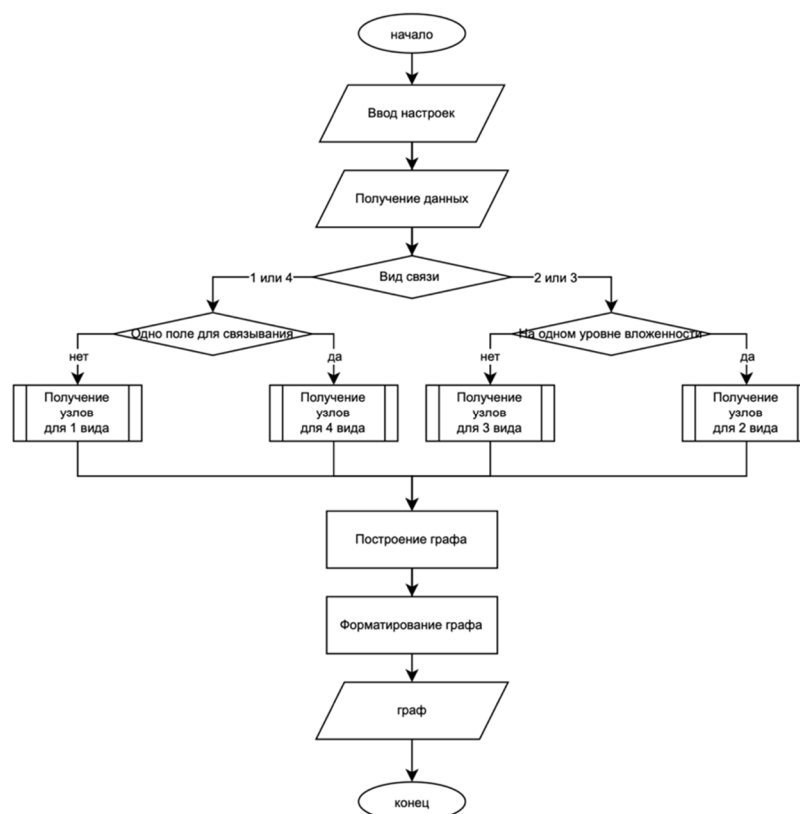 начало
Ввод настроек
Получение данных
1 или 4
Вид связи
2 или 3
Одно поле для связывания
На одном уровне вложенности
нет
да
нет
да
Получение
узлов
для 1 вида
Получение
узлов
для 4 вида
Получение
узлов
для 3 вида
Получение
узлов
для 2 вида
Построение графа
Форматирование графа
граф
конец